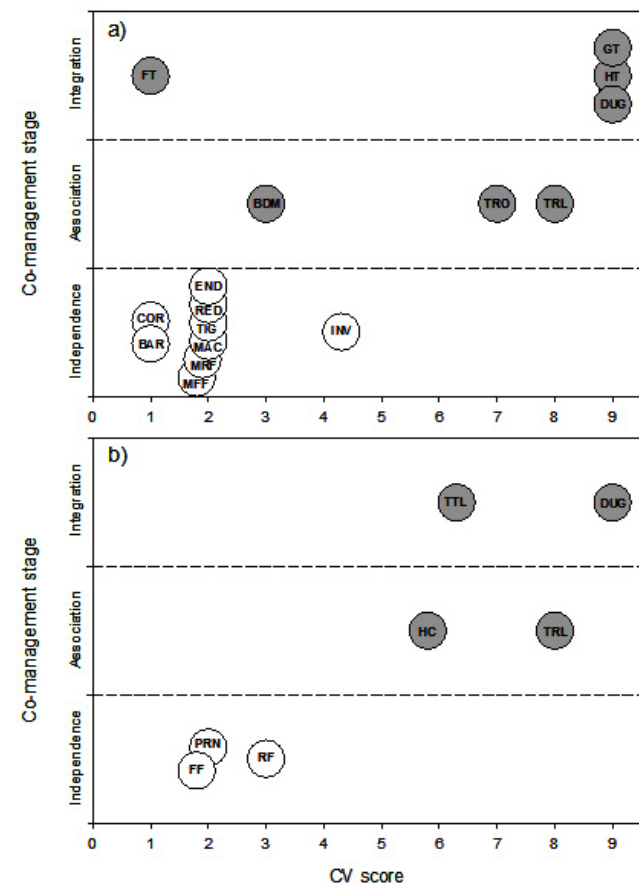 a)
Co-management stage
Integration
Association
Independence
FT
GT
HT
DUG
BDM
TRO
TRL
END
RED
TIG
MAC
MRF
MFF
COR
BAR
INV
0 1 2 3 4 5 6 7 8 9
b)
Co-management stage
Integration
Association
Independence
TTL
DUG
HC
TRL
PRN
FF
RF
0 1 2 3 4 5 6 7 8 9
CV score